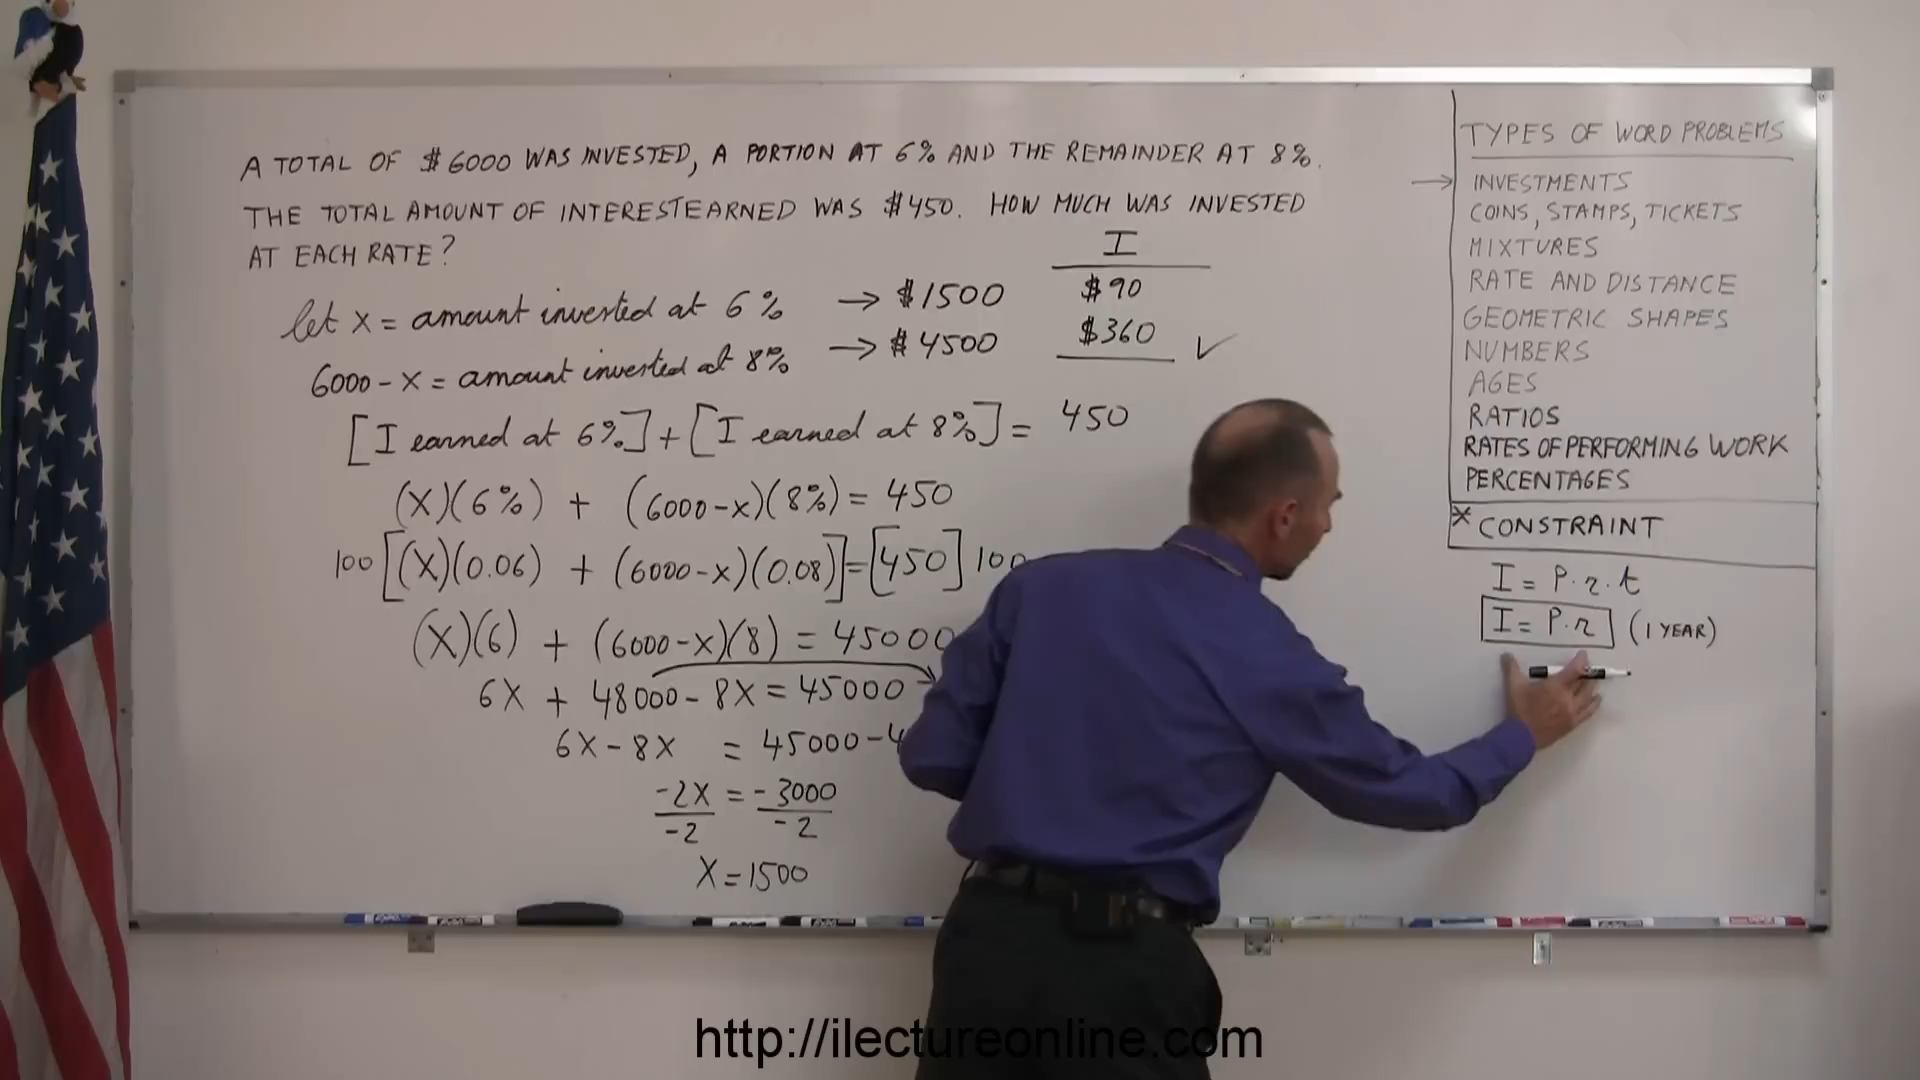 A TOTAL OF $6000 WAS INVESTED, A PORTION AT 6% AND THE REMAINDER AT 8%.
THE TOTAL AMOUNT OF INTERESTEARNED WAS $450. HOW MUCH WAS INVESTED
AT EACH RATE?
let x = amount invested at 6% → $1500
6000 - x = amount invested at 8% → $4500
I
$90
$360 ✓
[I earned at 6%] + [I earned at 8%] = 450
(x)(6%) + (6000-x)(8%) = 450
100[(x)(0.06) + (6000-x)(0.08)] = [450] 100
(x)(6) + (6000-x)(8) = 45000
6x + 48000 - 8x = 45000
6x - 8x = 45000 - 4
-2x = -3000
-2 -2
x = 1500
TYPES OF WORD PROBLEMS
→ INVESTMENTS
COINS, STAMPS, TICKETS
MIXTURES
RATE AND DISTANCE
GEOMETRIC SHAPES
NUMBERS
AGES
RATIOS
RATES OF PERFORMING WORK
PERCENTAGES
* CONSTRAINT
I = P·r·t
I = P·r (1 YEAR)
http://ilectureonline.com